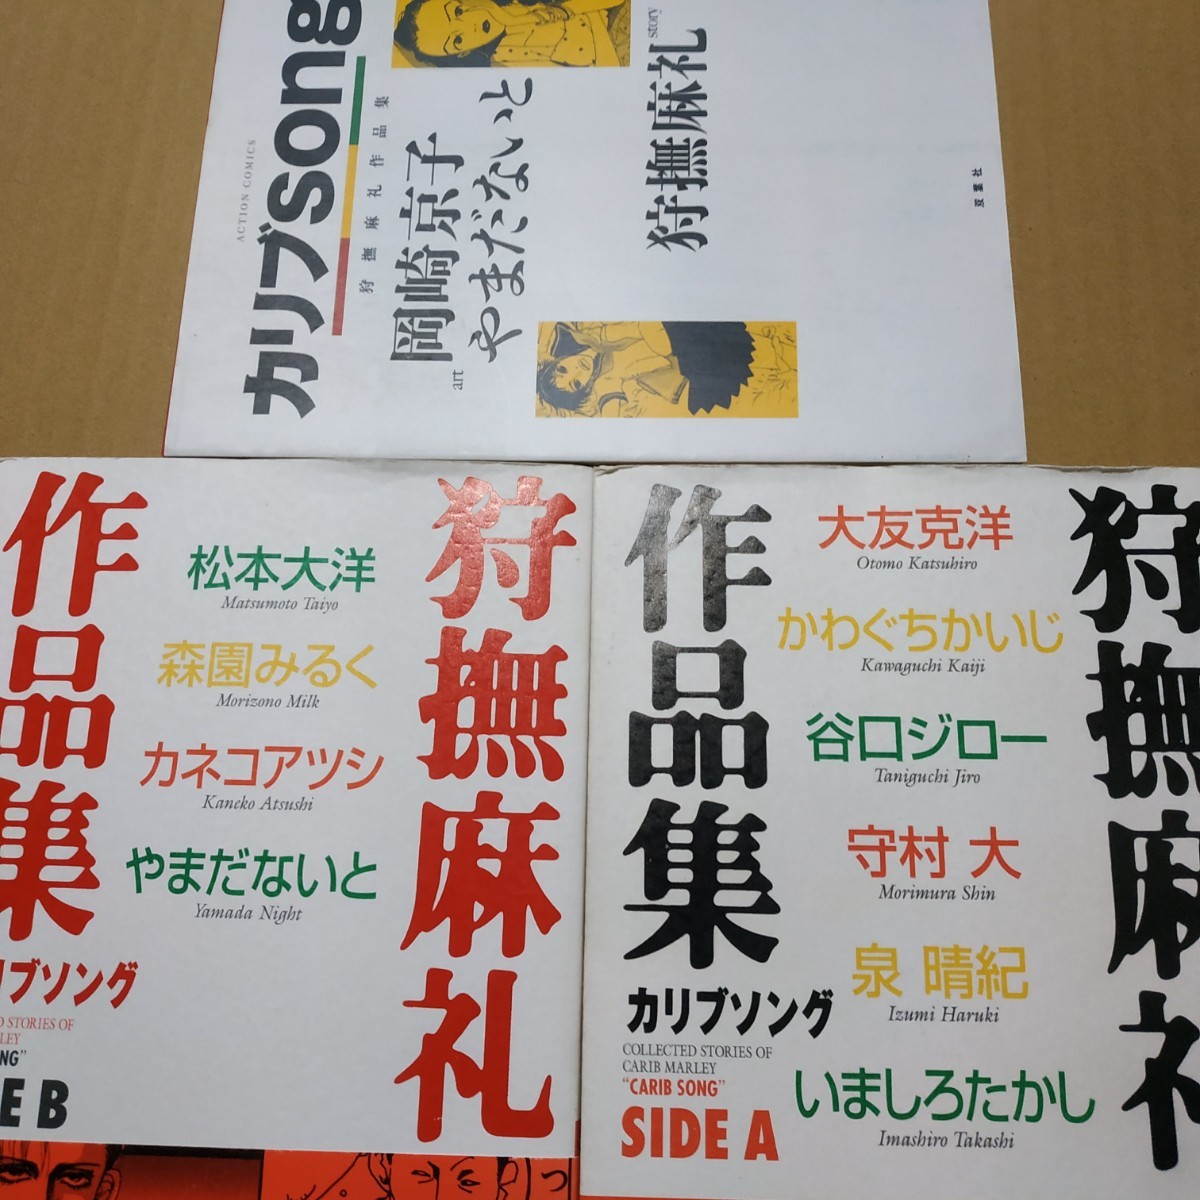 ACTION COMICS
カリブsong
狩撫麻礼作品集
art
岡崎京子
やまだないと
story
狩撫麻礼
双葉社
狩撫麻礼
作品集
松本大洋
Matsumoto Taiyo
森園みるく
Morizono Milk
カネコアツシ
Kaneko Atsushi
やまだないと
Yamada Night
リブソング
D STORIES OF
LEY
NG”
E B
つ
狩撫麻礼
作品集
大友克洋
Otomo Katsuhiro
かわぐちかいじ
Kawaguchi Kaiji
谷口ジロー
Taniguchi Jiro
守村 大
Morimura Shin
泉 晴紀
Izumi Haruki
いましろたかし
Imashiro Takashi
カリブソング
COLLECTED STORIES OF
CARIB MARLEY
“CARIB SONG”
SIDE A